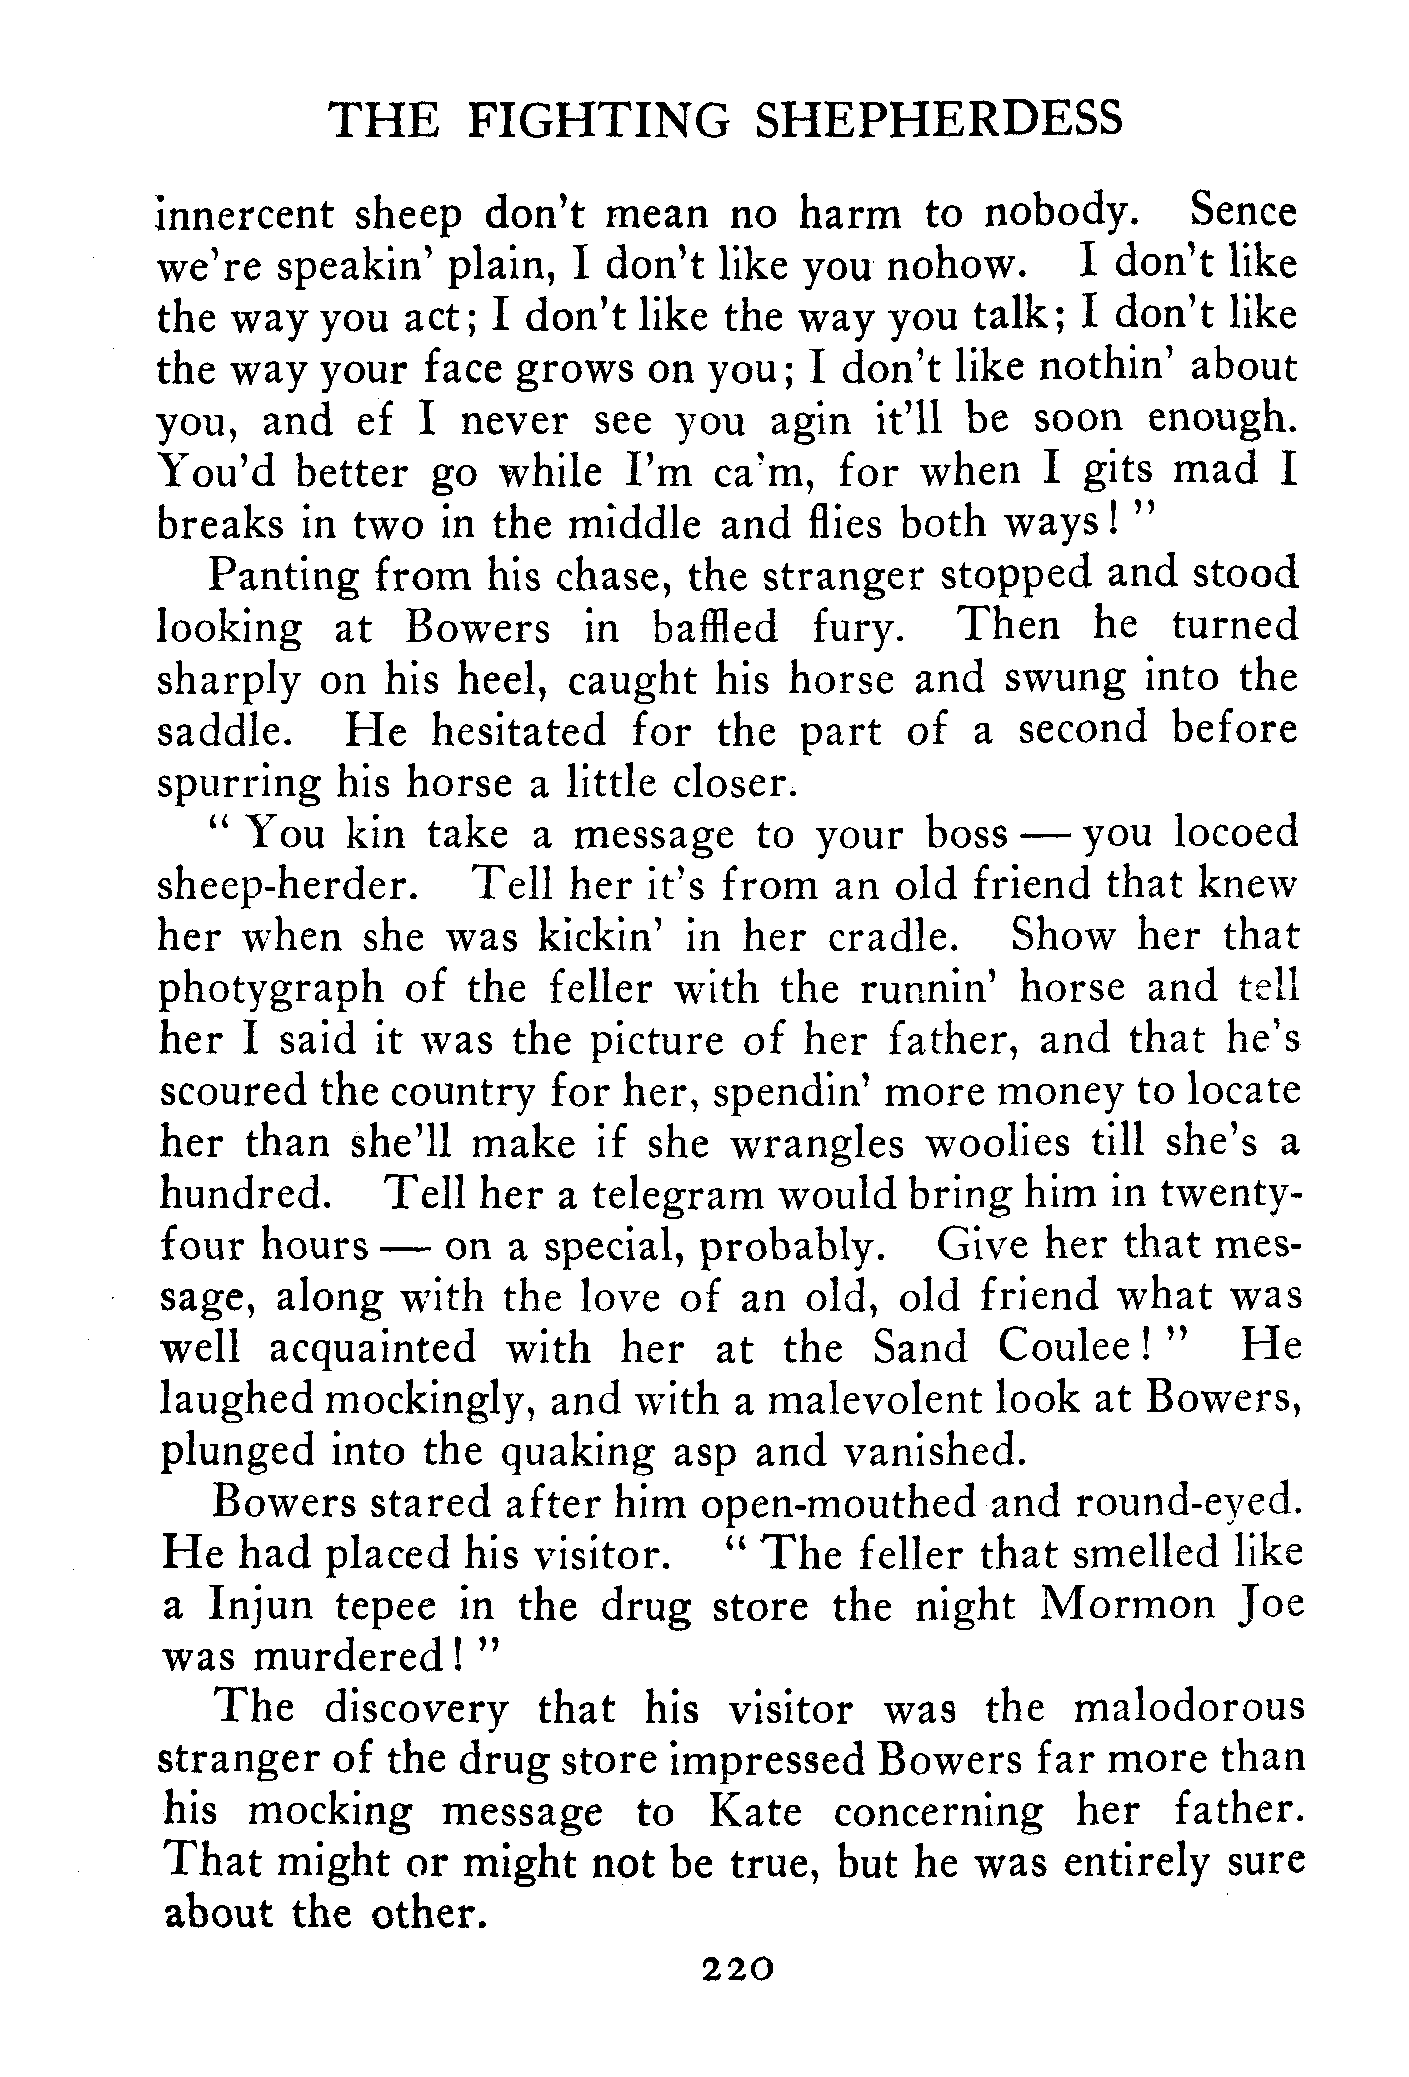 THE FIGHTING SHEPHERDESS
innercent sheep don't mean no harm to nobody. Sence
we're speakin' plain, I don't like you nohow. I don't like
the way you act; I don't like the way you talk; I don't like
the way your face grows on you; I don't like nothin' about
you, and ef I never see you agin it'll be soon enough.
You'd better go while I'm ca'm, for when I gits mad I
breaks in two in the middle and flies both ways! "
Panting from his chase, the stranger stopped and stood
looking at Bowers in baffled fury. Then he turned
sharply on his heel, caught his horse and swung into the
saddle. He hesitated for the part of a second before
spurring his horse a little closer.
" You kin take a message to your boss — you locoed
sheep-herder. Tell her it's from an old friend that knew
her when she was kickin' in her cradle. Show her that
photygraph of the feller with the runnin' horse and tell
her I said it was the picture of her father, and that he's
scoured the country for her, spendin' more money to locate
her than she'll make if she wrangles woolies till she's a
hundred. Tell her a telegram would bring him in twenty-
four hours — on a special, probably. Give her that mes-
sage, along with the love of an old, old friend what was
well acquainted with her at the Sand Coulee! " He
laughed mockingly, and with a malevolent look at Bowers,
plunged into the quaking asp and vanished.
Bowers stared after him open-mouthed and round-eyed.
He had placed his visitor. " The feller that smelled like
a Injun tepee in the drug store the night Mormon Joe
was murdered! "
The discovery that his visitor was the malodorous
stranger of the drug store impressed Bowers far more than
his mocking message to Kate concerning her father.
That might or might not be true, but he was entirely sure
about the other.
220